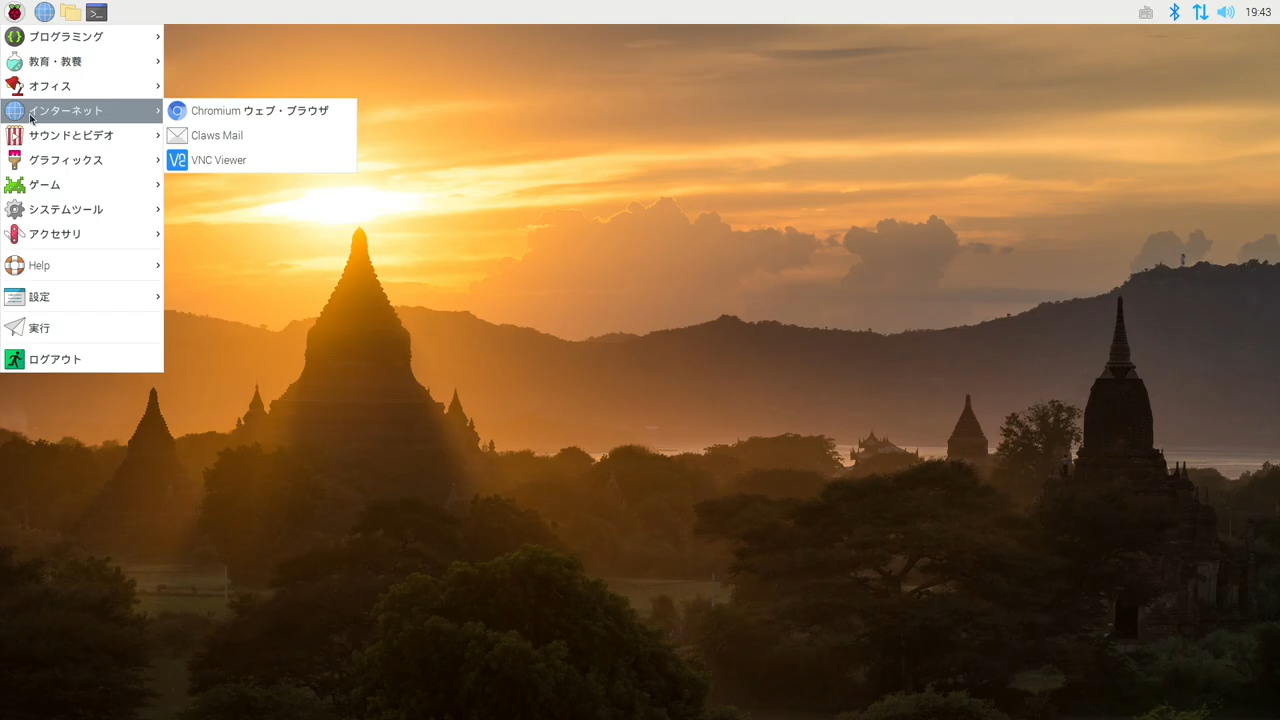 19:43
プログラミング
教育・教養
オフィス
インターネット
Chromium ウェブ・ブラウザ
サウンドとビデオ
Claws Mail
グラフィックス
VNC Viewer
ゲーム
システムツール
アクセサリ
Help
設定
実行
ログアウト